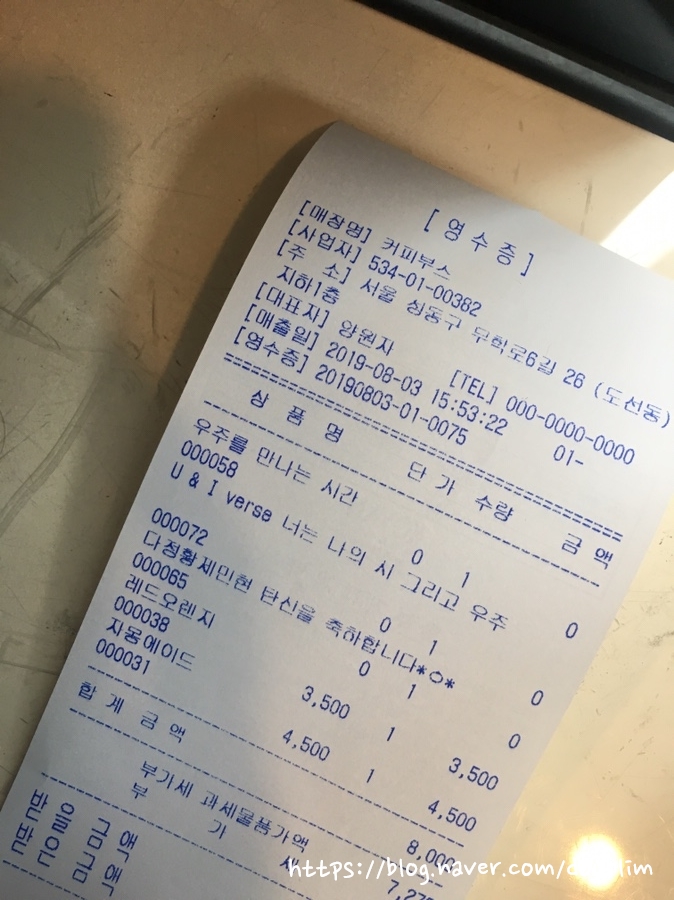 [ 영 수 증 ]
[매장명] 커피부스
[사업자] 534-01-00382
[주 소] 서울 성동구 무학로6길 26 (도선동)
지하1층
[대표자] 양원자 [TEL] 000-0000-0000
[매출일] 2019-08-03 15:53:22 01-
[영수증] 20190803-01-0075
상 품 명 단 가 수량 금 액
우주를 만나는 시간
000058 0 1 0
U & I verse 너는 나의 시 그리고 우주
000072 0 1 0
다정황제민현 탄신을 축하합니다*ㅇ*
000065 0 1 0
레드오렌지
000038 3,500 1 3,500
자몽에이드
000031 4,500 1 4,500
합 계 금 액 8,000
부가세 과세물품가액
부 가 세
받 을 금 액
받 은 금 액